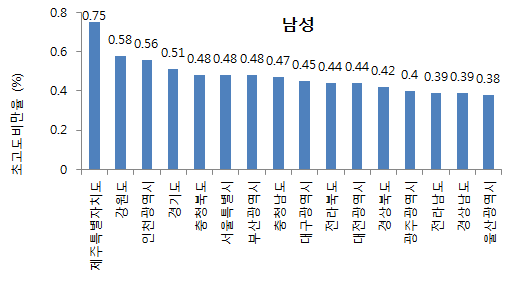 남성
초고도비만율 (%)
0.8
0.6
0.4
0.2
0
0.75
0.58
0.56
0.51
0.48
0.48
0.48
0.47
0.45
0.44
0.44
0.42
0.4
0.39
0.39
0.38
제주특별자치도
강원도
인천광역시
경기도
충청북도
서울특별시
부산광역시
충청남도
대구광역시
전라북도
대전광역시
경상북도
광주광역시
전라남도
경상남도
울산광역시